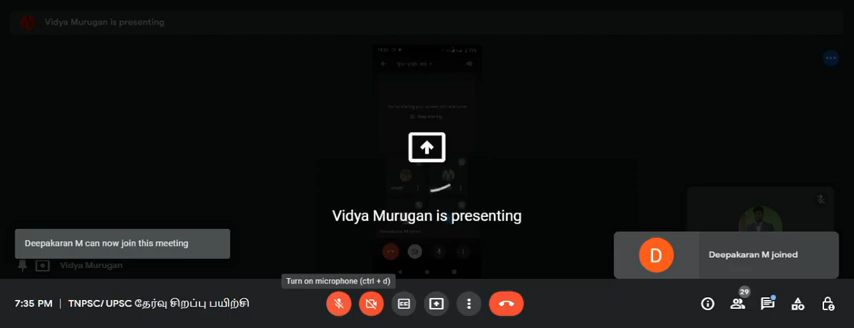 Vidya Murugan is presenting
Vidya Murugan is presenting
Deepakaran M can now join this meeting
Deepakaran M joined
D
Vidya Murugan
Turn on microphone (ctrl + d)
29
7:35 PM | TNPSC/ UPSC தேர்வு சிறப்பு பயிற்சி